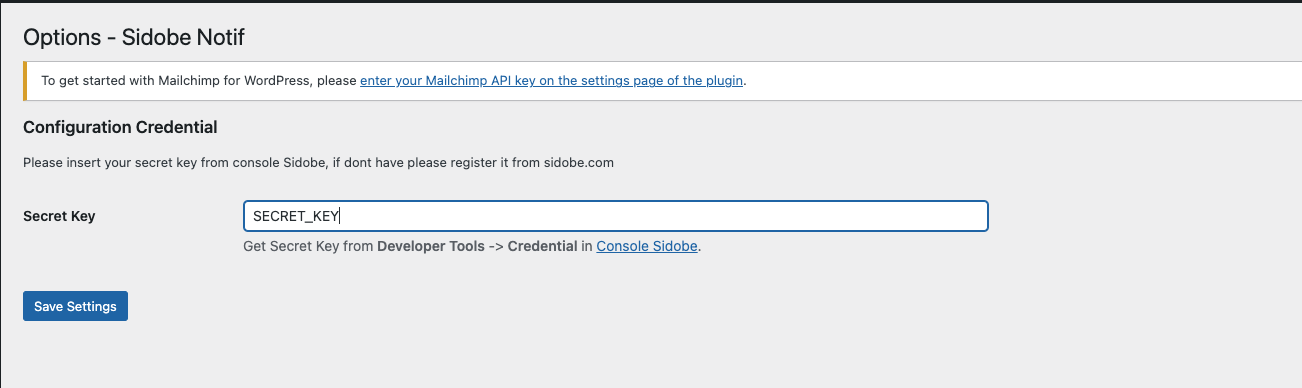 Options - Sidobe Notif
To get started with Mailchimp for WordPress, please enter your Mailchimp API key on the settings page of the plugin.
Configuration Credential
Please insert your secret key from console Sidobe, if dont have please register it from sidobe.com
Secret Key
SECRET_KEY
Get Secret Key from Developer Tools -> Credential in Console Sidobe.
Save Settings